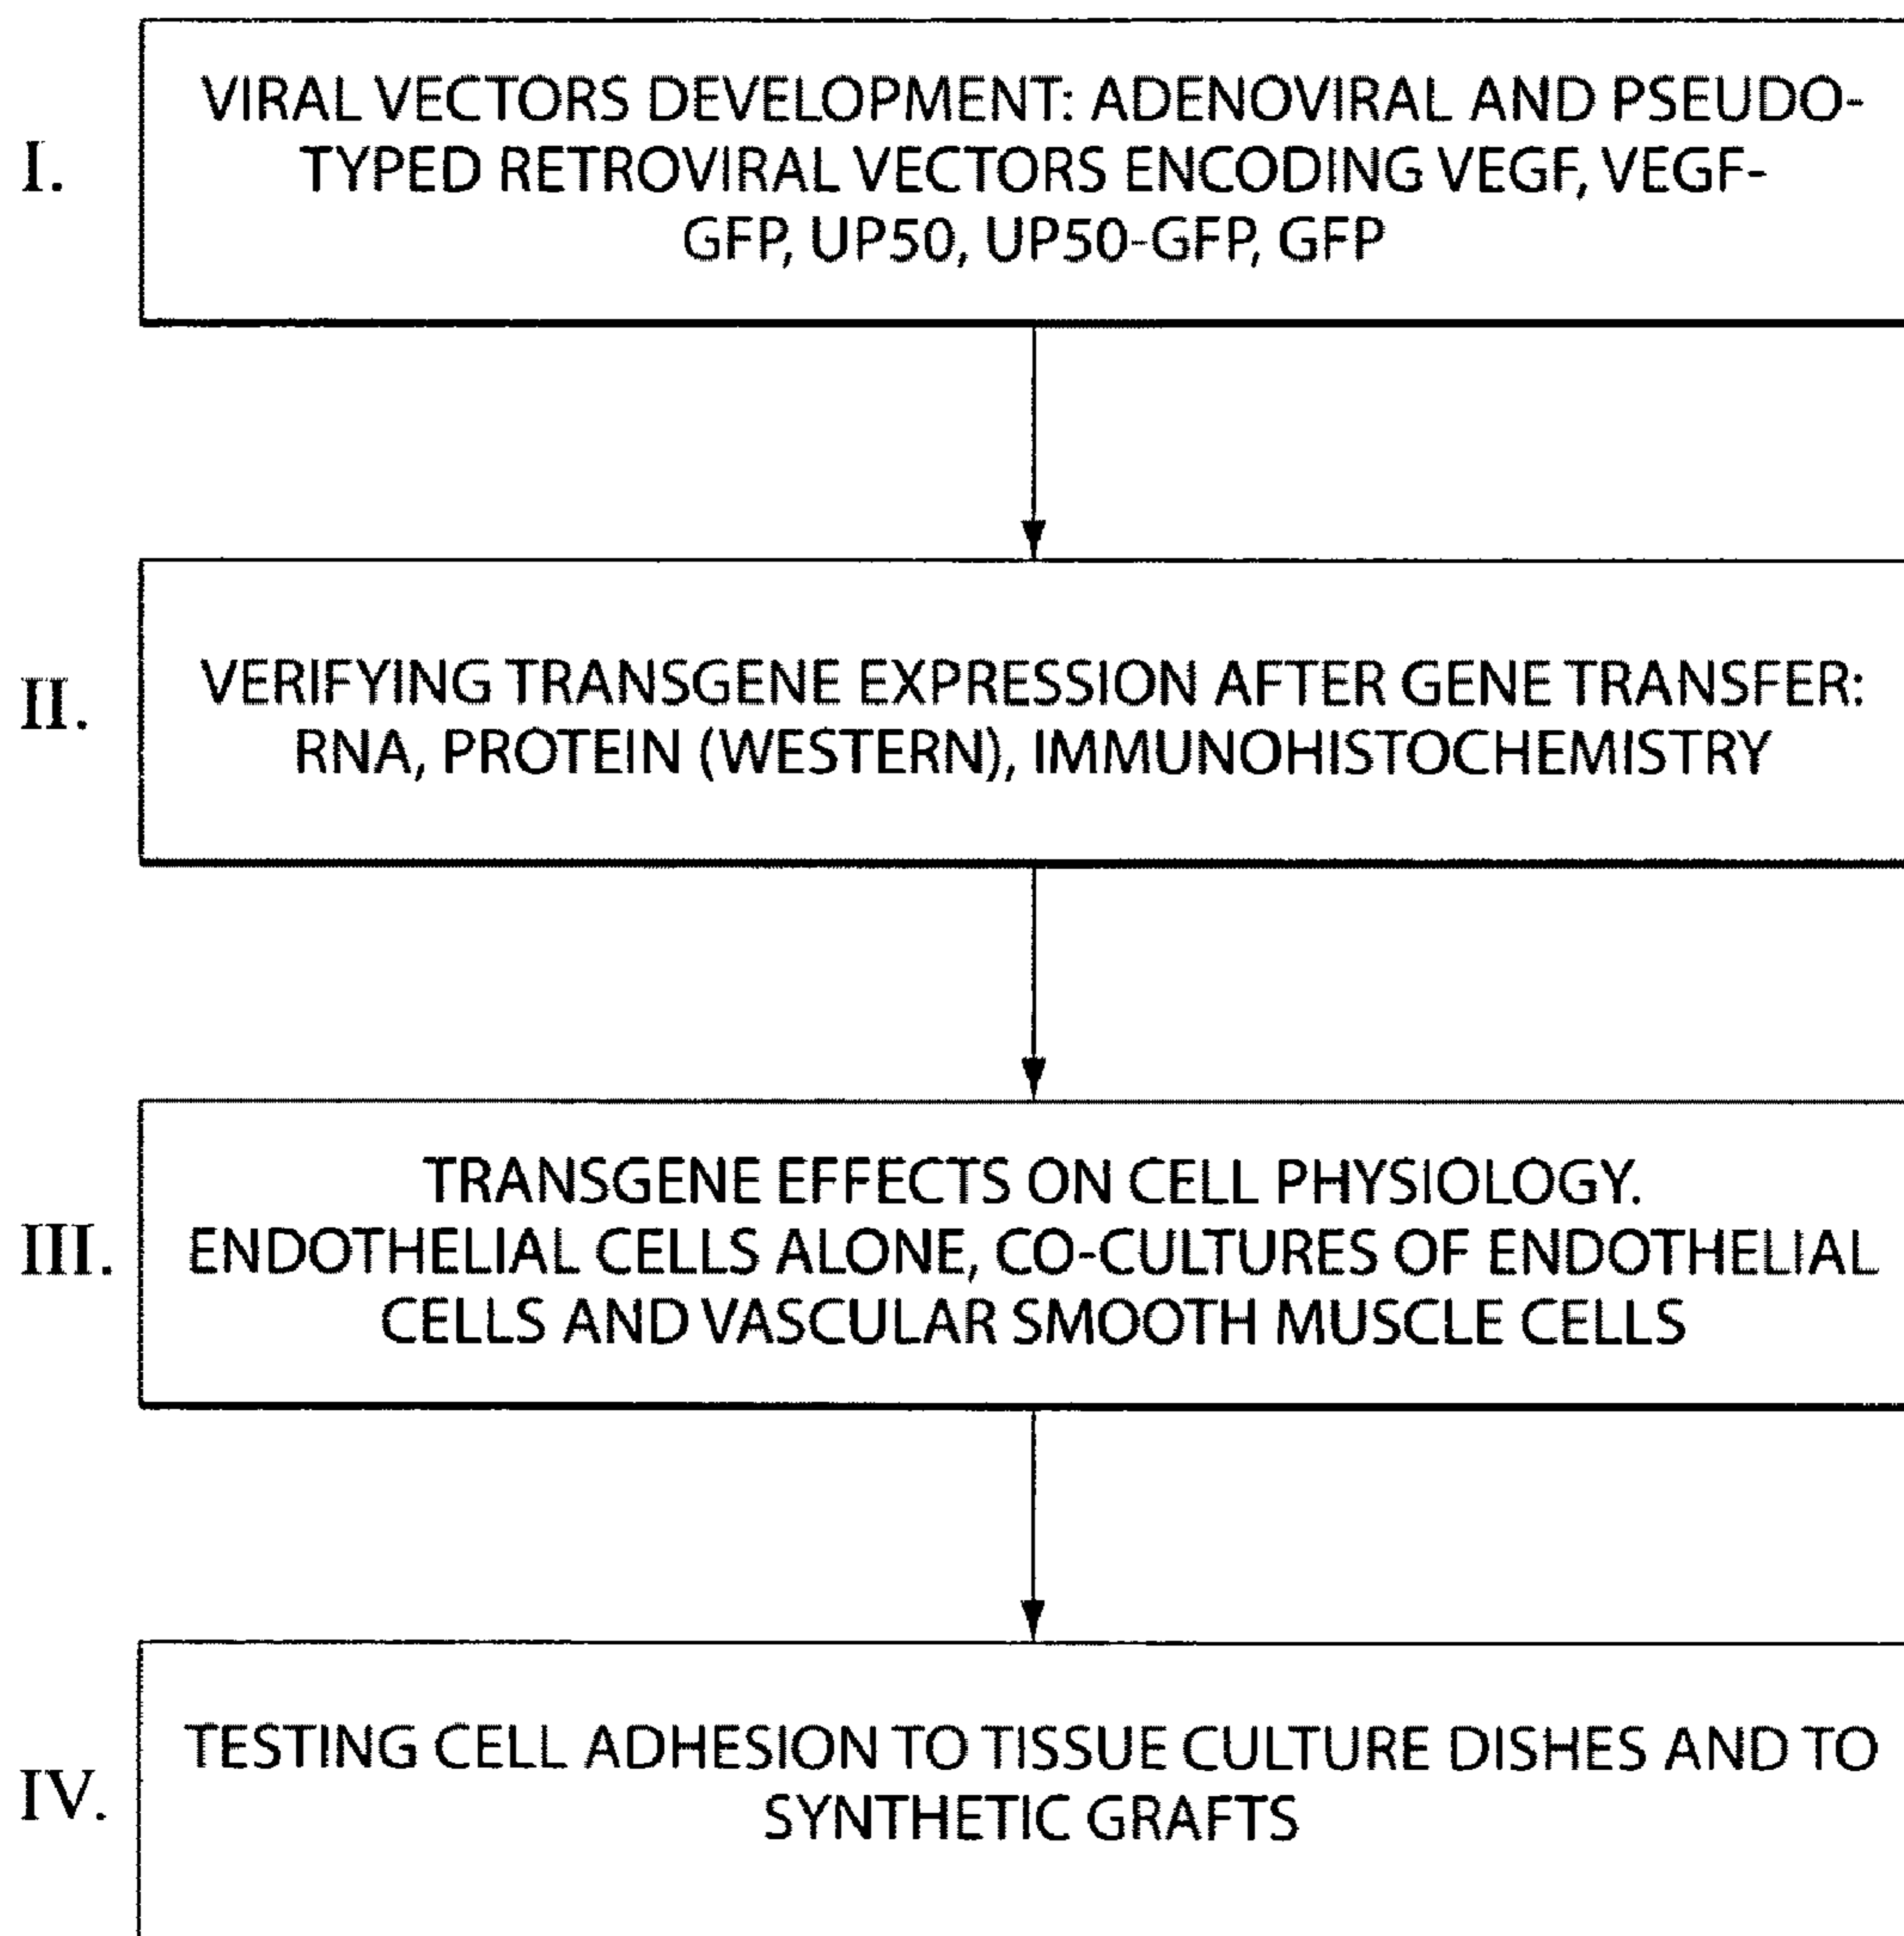 I.
VIRAL VECTORS DEVELOPMENT: ADENOVIRAL AND PSEUDO-
TYPED RETROVIRAL VECTORS ENCODING VEGF, VEGF-
GFP, UP50, UP50-GFP, GFP
II.
VERIFYING TRANSGENE EXPRESSION AFTER GENE TRANSFER:
RNA, PROTEIN (WESTERN), IMMUNOHISTOCHEMISTRY
III.
TRANSGENE EFFECTS ON CELL PHYSIOLOGY.
ENDOTHELIAL CELLS ALONE, CO-CULTURES OF ENDOTHELIAL
CELLS AND VASCULAR SMOOTH MUSCLE CELLS
IV.
TESTING CELL ADHESION TO TISSUE CULTURE DISHES AND TO
SYNTHETIC GRAFTS